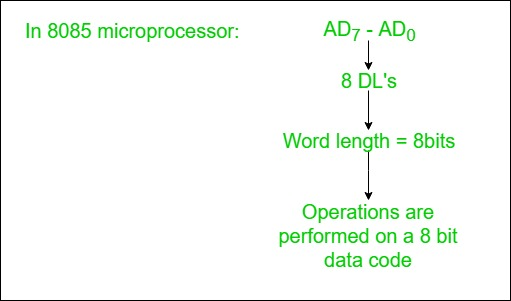 In 8085 microprocessor:
AD₇ - AD₀
8 DL's
Word length = 8bits
Operations are
performed on a 8 bit
data code